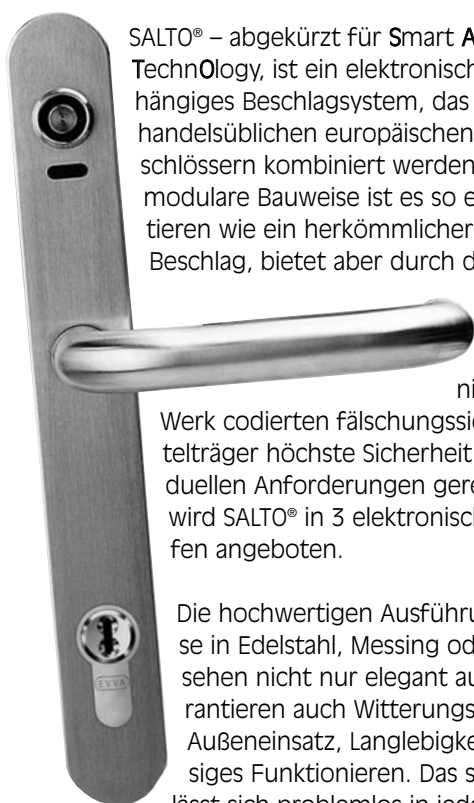 SALTO® – abgekürzt für Smart
TechnOlogy, ist ein elektronisch
hängiges Beschlagsystem, das
handelsüblichen europäischen
schlössern kombiniert werden
modulare Bauweise ist es so e
tieren wie ein herkömmlicher
Beschlag, bietet aber durch d
ni
Werk codierten fälschungssi
telträger höchste Sicherheit
duellen Anforderungen gere
wird SALTO® in 3 elektronisc
fen angeboten.
Die hochwertigen Ausführu
se in Edelstahl, Messing od
sehen nicht nur elegant au
rantieren auch Witterungs
Außeneinsatz, Langlebigke
siges Funktionieren. Das s
EVVA